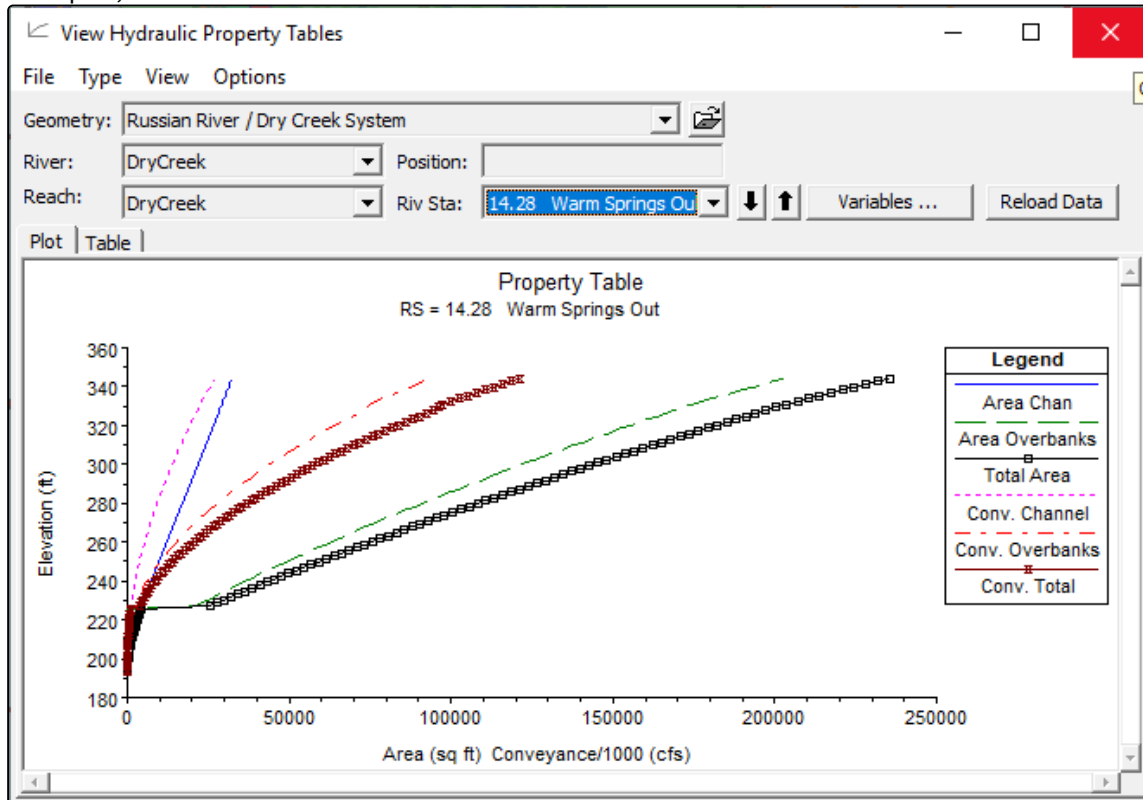 View Hydraulic Property Tables
File Type View Options
Geometry: Russian River / Dry Creek System
River: DryCreek Position:
Reach: DryCreek Riv Sta: 14.28 Warm Springs Ou Variables ... Reload Data
Plot Table
Property Table
RS = 14.28 Warm Springs Out
Elevation (ft)
360
340
320
300
280
260
240
220
200
180
0 50000 100000 150000 200000 250000
Area (sq ft) Conveyance/1000 (cfs)
Legend
Area Chan
Area Overbanks
Total Area
Conv. Channel
Conv. Overbanks
Conv. Total